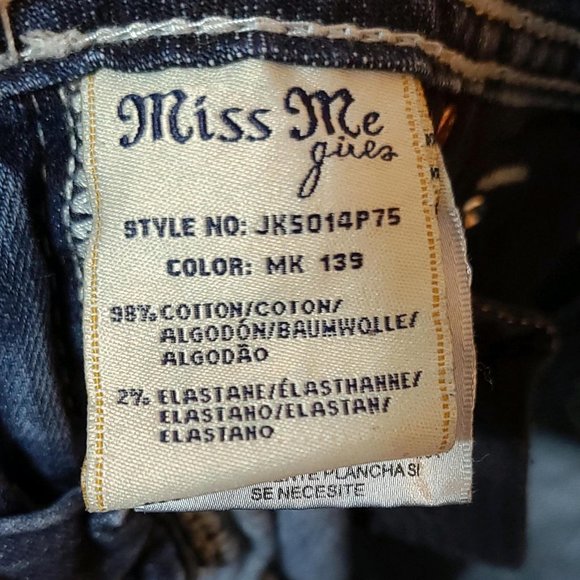 Miss Me
girls
STYLE NO: JK5014P75
COLOR: MK 139
98% COTTON/COTON/
ALGODÓN/BAUMWOLLE/
ALGODÃO
2% ELASTANE/ÉLASTHANNE/
ELASTANO/ELASTAN/
ELASTANO
PLANCHA SI
SE NECESITE